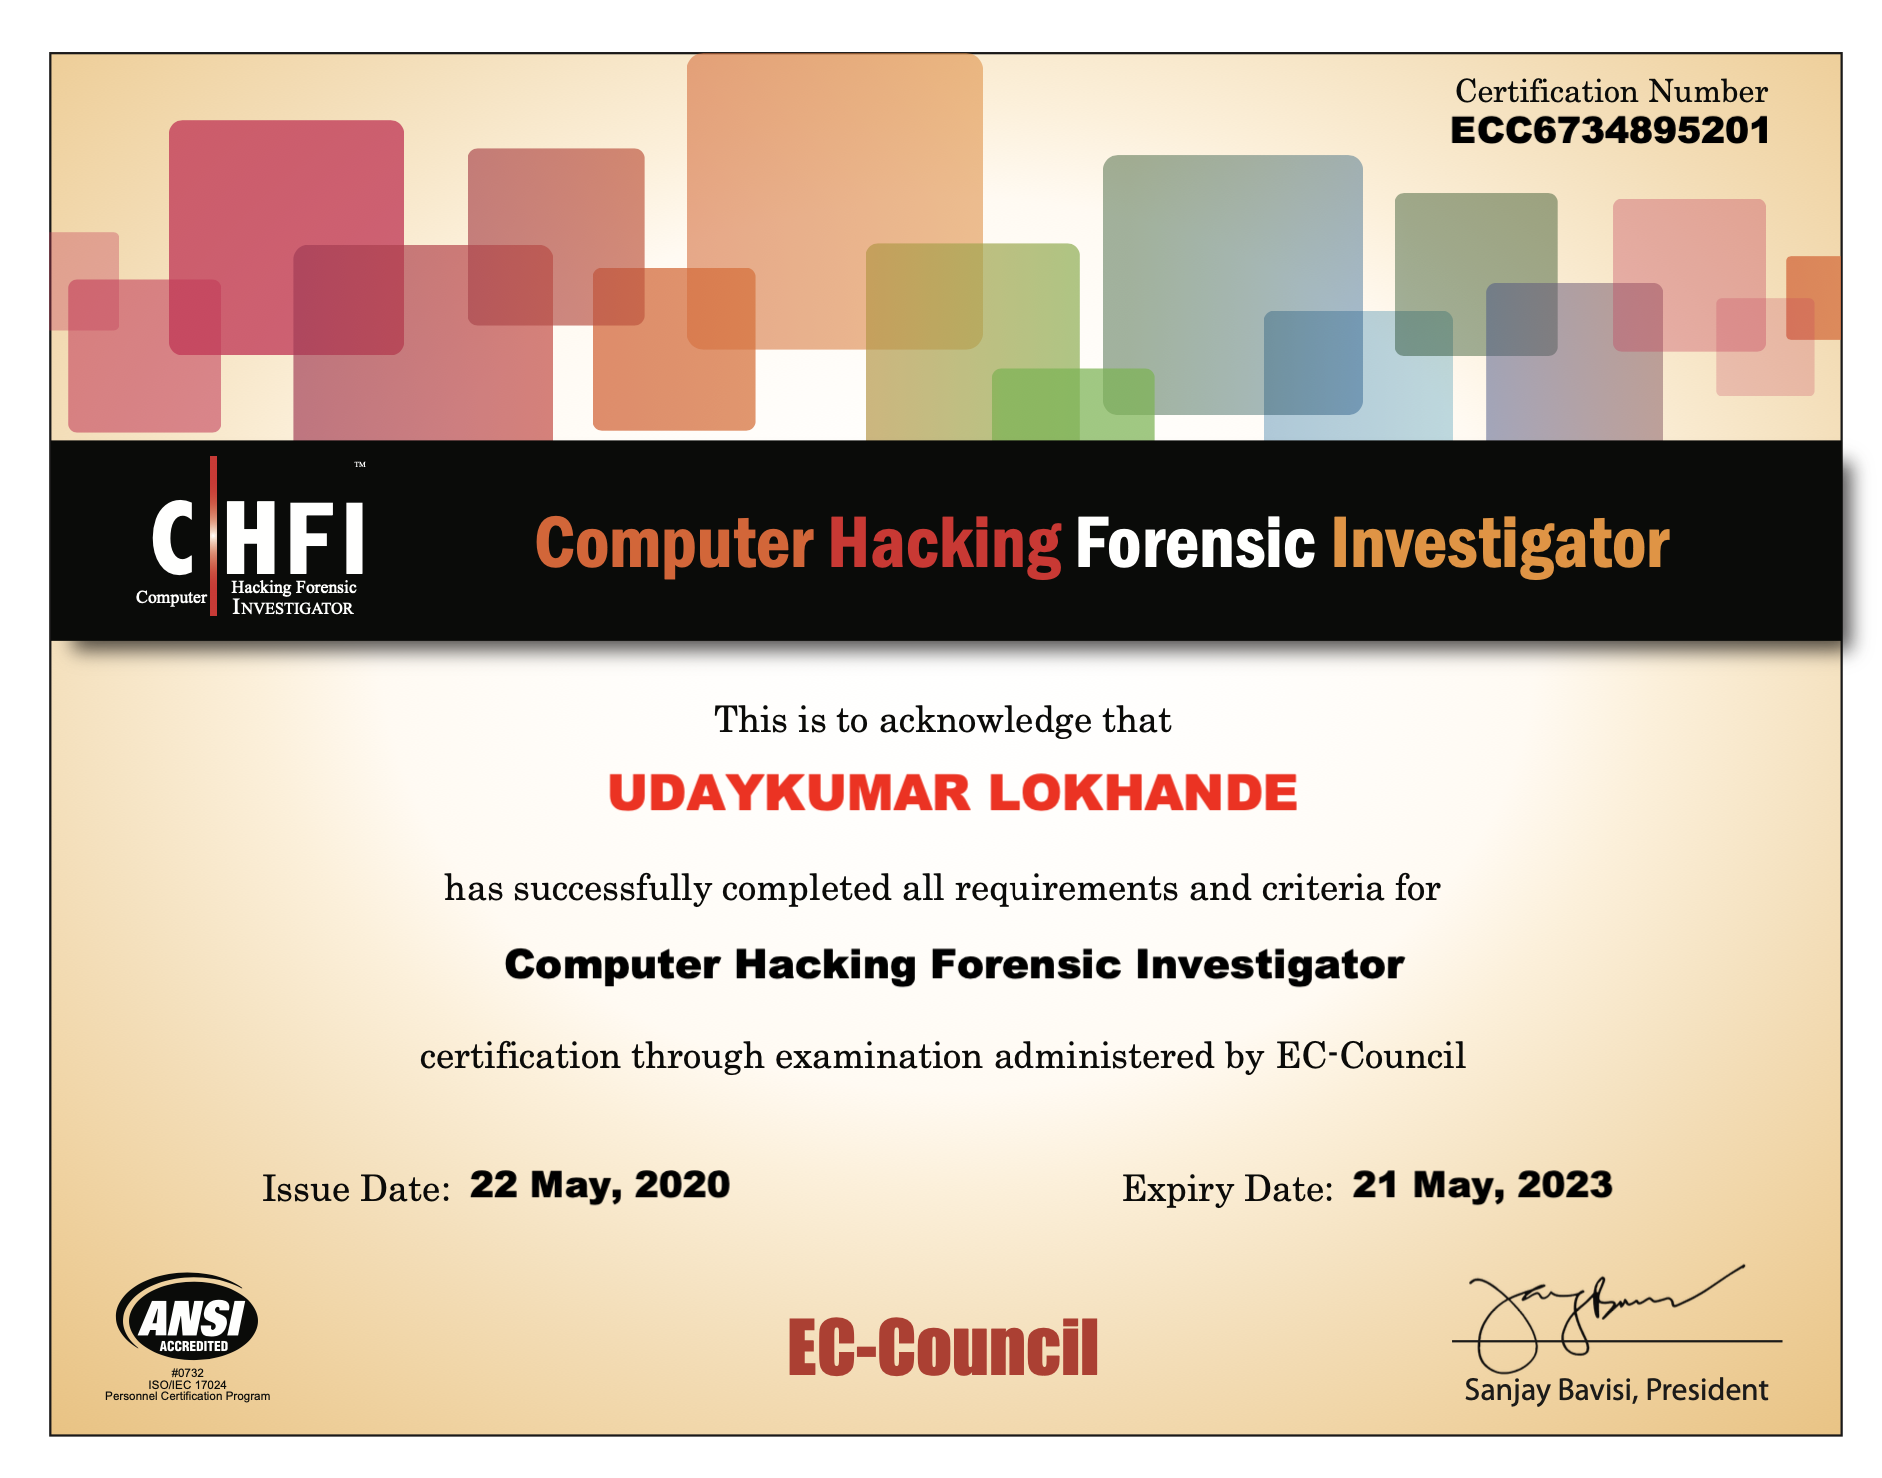 Certification Number
ECC6734895201
CHFI™
Computer
Hacking Forensic
INVESTIGATOR
Computer Hacking Forensic Investigator
This is to acknowledge that
UDAYKUMAR LOKHANDE
has successfully completed all requirements and criteria for
Computer Hacking Forensic Investigator
certification through examination administered by EC-Council
Issue Date: 22 May, 2020
Expiry Date: 21 May, 2023
ANSI
ACCREDITED
#0732
ISO/IEC 17024
Personnel Certification Program
EC-Council
Sanjay Bavisi, President